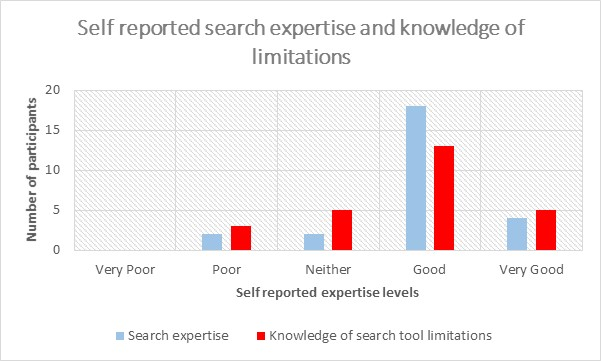 Self reported search expertise and knowledge of
limitations
20
15
10
5
0
Number of participants
Very Poor
Poor
Neither
Good
Very Good
Self reported expertise levels
Search expertise
Knowledge of search tool limitations